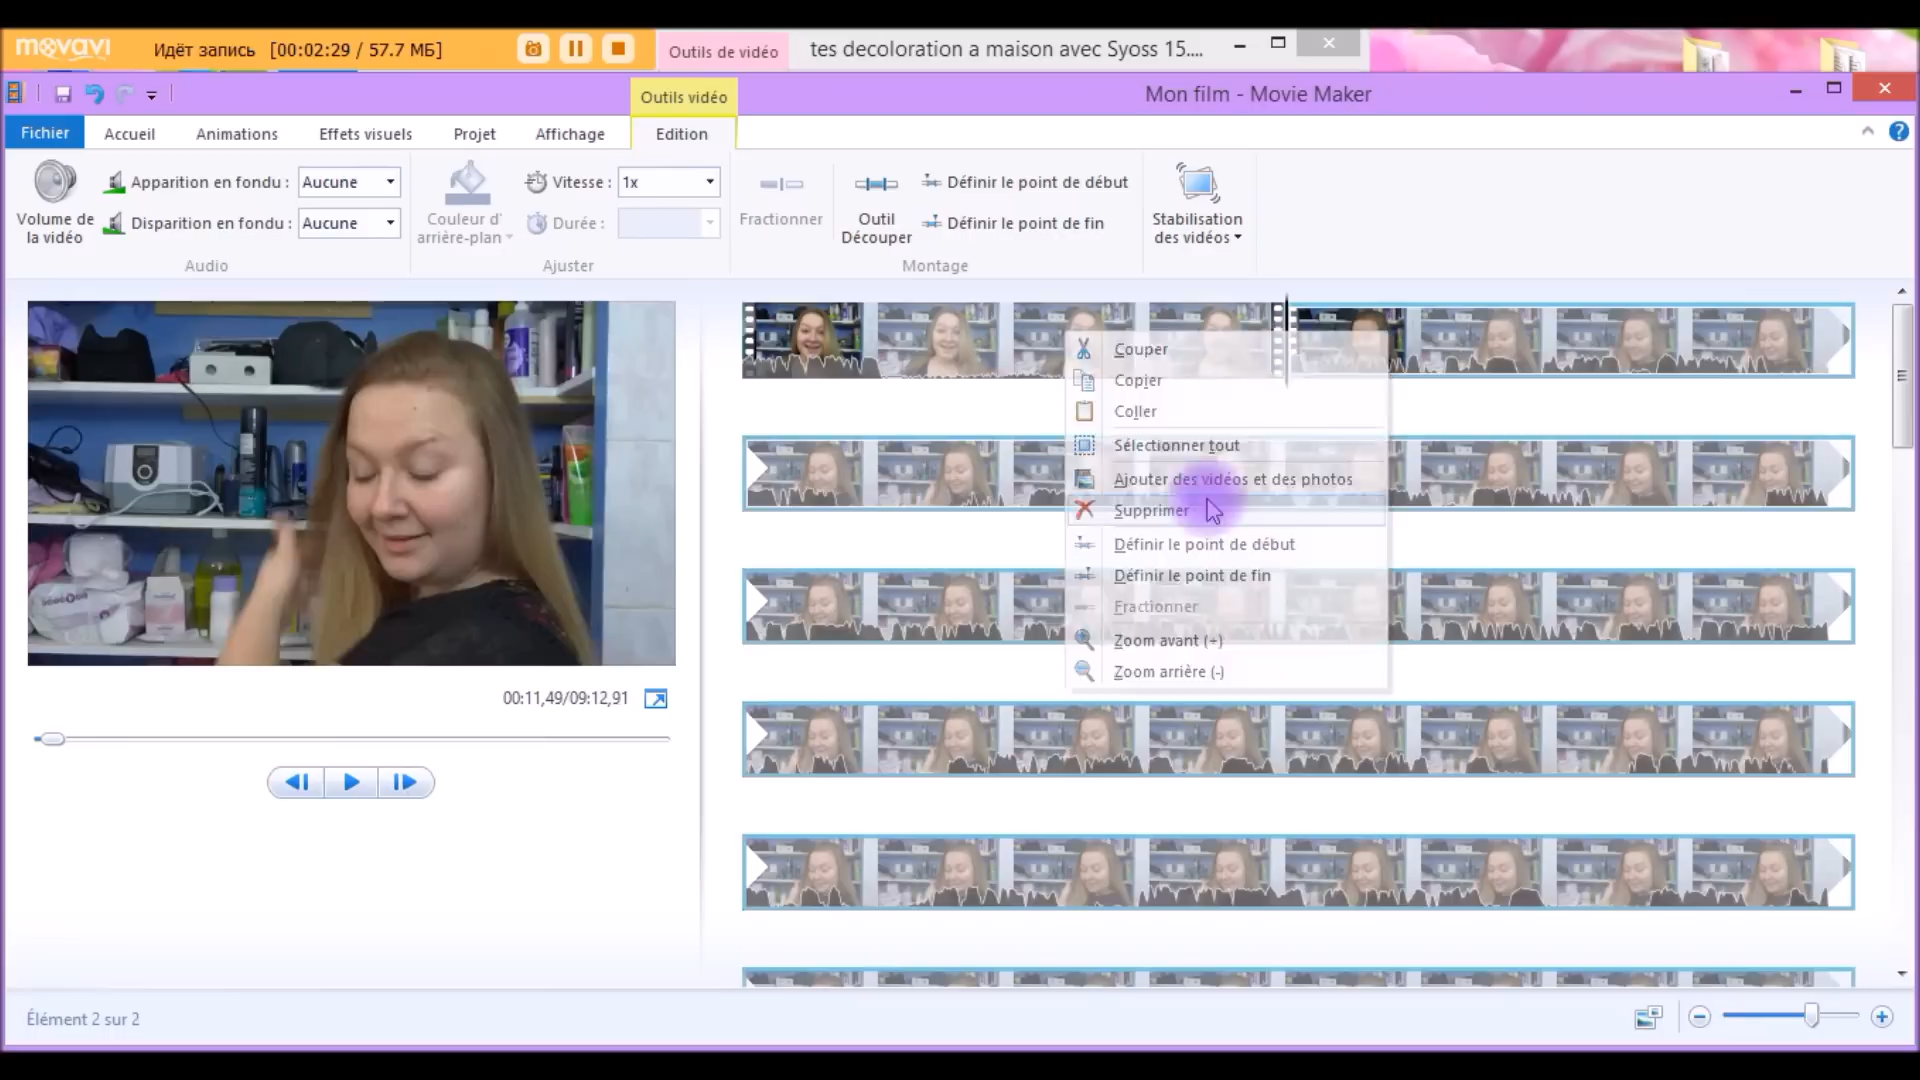 movavi
Идёт запись [00:02:29 / 57.7 МБ]
Outils de vidéo
tes decoloration a maison avec Syoss 15....
Outils vidéo
Mon film - Movie Maker
Fichier
Accueil
Animations
Effets visuels
Projet
Affichage
Edition
Volume de
la vidéo
Apparition en fondu :
Aucune
Disparition en fondu :
Aucune
Audio
Couleur d'
arrière-plan
Vitesse :
1x
Durée :
Ajuster
Fractionner
Outil
Découper
Définir le point de début
Définir le point de fin
Montage
Stabilisation
des vidéos
Couper
Copier
Coller
Sélectionner tout
Ajouter des vidéos et des photos
Supprimer
Définir le point de début
Définir le point de fin
Fractionner
Zoom avant (+)
Zoom arrière (-)
00:11,49/09:12,91
Élément 2 sur 2